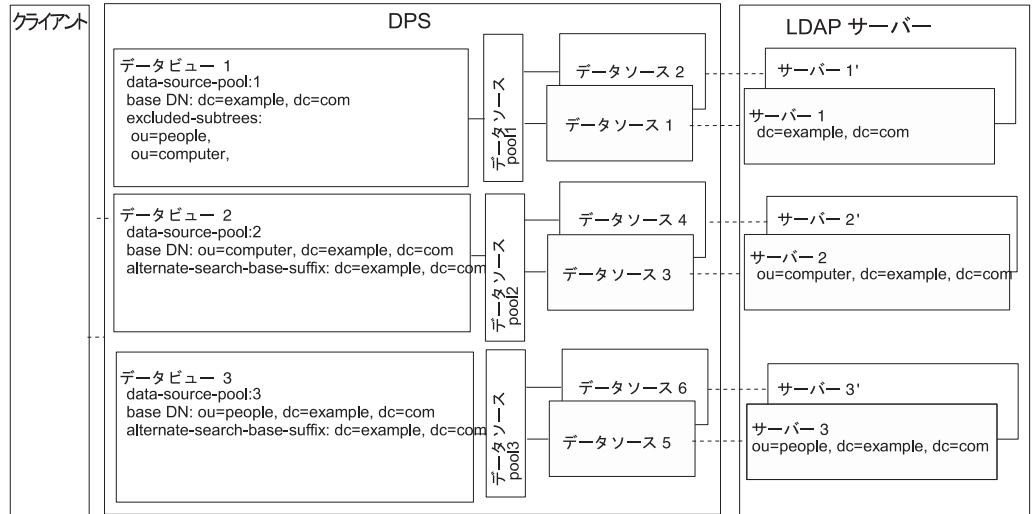 クライアント
DPS
LDAP サーバー
データビュー 1
data-source-pool:1
base DN: dc=example, dc=com
excluded-subtrees:
ou=people,
ou=computer,
データソース
pool1
データソース 2
データソース 1
サーバー 1'
サーバー 1
dc=example, dc=com
データビュー 2
data-source-pool:2
base DN: ou=computer, dc=example, dc=com
alternate-search-base-suffix: dc=example, dc=com
データソース
pool2
データソース 4
データソース 3
サーバー 2'
サーバー 2
ou=computer, dc=example, dc=com
データビュー 3
data-source-pool:3
base DN: ou=people, dc=example, dc=com
alternate-search-base-suffix: dc=example, dc=com
データソース
pool3
データソース 6
データソース 5
サーバー 3'
サーバー 3
ou=people, dc=example, dc=com